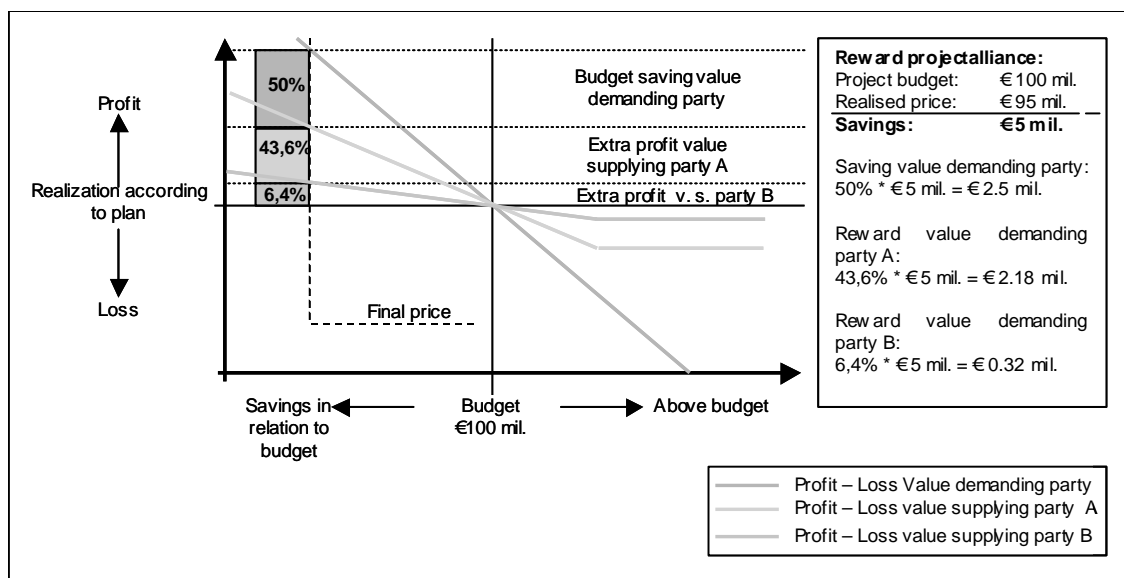 Profit
Realization according
to plan
Loss
50%
43,6%
6,4%
Budget saving value
demanding party
Extra profit value
supplying party A
Extra profit v. s. party B
Final price
Savings in
relation to
budget
Budget
€100 mil.
Above budget
Reward projectalliance:
Project budget: € 100 mil.
Realised price: € 95 mil.
Savings: €5 mil.
Saving value demanding party:
50% * €5 mil. = €2.5 mil.
Reward value demanding
party A:
43,6% * €5 mil. = €2.18 mil.
Reward value demanding
party B:
6,4% * €5 mil. = €0.32 mil.
Profit – Loss Value demanding party
Profit – Loss value supplying party A
Profit – Loss value supplying party B